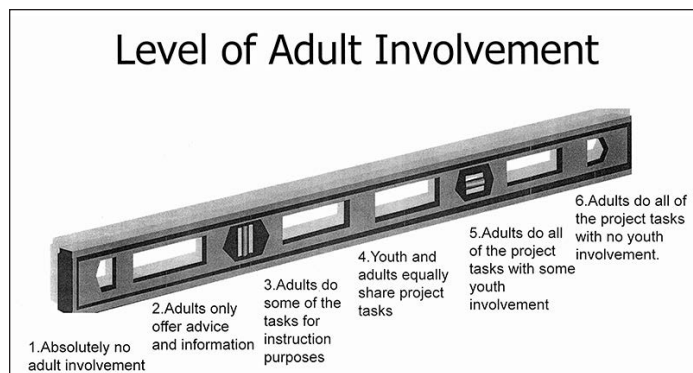 Level of Adult Involvement
1.Absolutely no
adult involvement
2.Adults only
offer advice
and information
3.Adults do
some of the
tasks for
instruction
purposes
4.Youth and
adults equally
share project
tasks
5.Adults do all
of the project
tasks with some
youth
involvement
6.Adults do all of
the project tasks
with no youth
involvement.